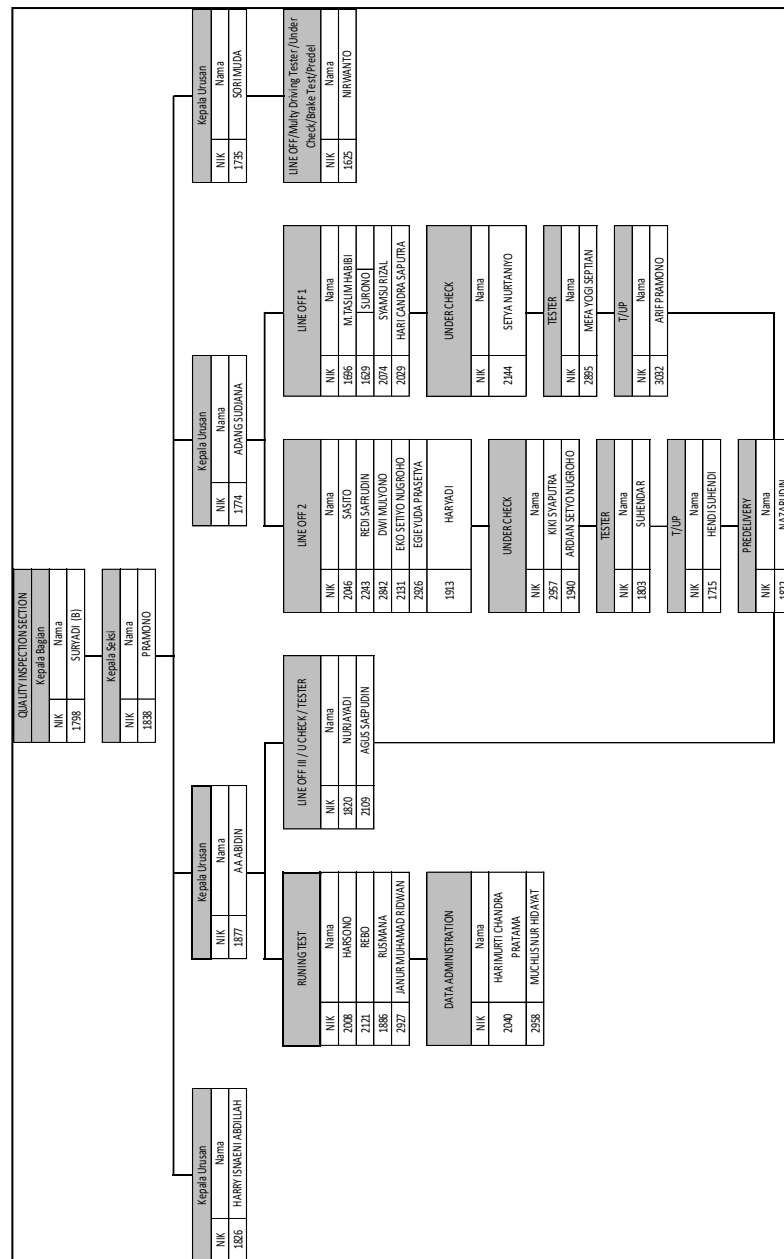 QUALITY INSPECTION SECTION
Kepala Bagian
NIK Nama
1798 SURYADI (B)
Kepala Seksi
NIK Nama
1838 PRAMONO
Kepala Urusan
NIK Nama
1826 HARRY ISNAENI ABDILLAH
Kepala Urusan
NIK Nama
1877 AA ABIDIN
Kepala Urusan
NIK Nama
1774 ADANG SUDJANA
Kepala Urusan
NIK Nama
1735 SORI MUDA
RUNING TEST
NIK Nama
2008 HARSONO
2121 REBO
1886 RUSMANA
2927 JANUR MUHAMAD RIDWAN
DATA ADMINISTRATION
NIK Nama
2040 HARIMURTI CHANDRA
PRATAMA
2958 MUCHLIS NUR HIDAYAT
LINE OFF III / U CHECK / TESTER
NIK Nama
1820 NURJAYADI
2109 AGUS SAEPUDIN
LINE OFF 2
NIK Nama
2046 SASITO
2243 REDI SAFRUDIN
2842 DWI MULYONO
2131 EKO SETIYO NUGROHO
2926 EGIE YUDA PRASETYA
1913 HARYADI
UNDER CHECK
NIK Nama
2957 KIKI SYAPUTRA
1940 ARDIAN SETYO NUGROHO
TESTER
NIK Nama
1803 SUHENDAR
T/UP
NIK Nama
1715 HENDI SUHENDI
PREDELIVERY
NIK Nama
LINE OFF 1
NIK Nama
1696 M.TASLIM HABIBI
1629 SURONO
2074 SYAMSU RIZAL
2029 HARI CANDRA SAPUTRA
UNDER CHECK
NIK Nama
2144 SETYA NURTANIYO
TESTER
NIK Nama
2895 MEFA YOGI SEPTIAN
T/UP
NIK Nama
3032 ARIF PRAMONO
LINE OFF/Multy Driving Tester /Under
Check/Brake Test/Predel
NIK Nama
1625 NIRWANTO